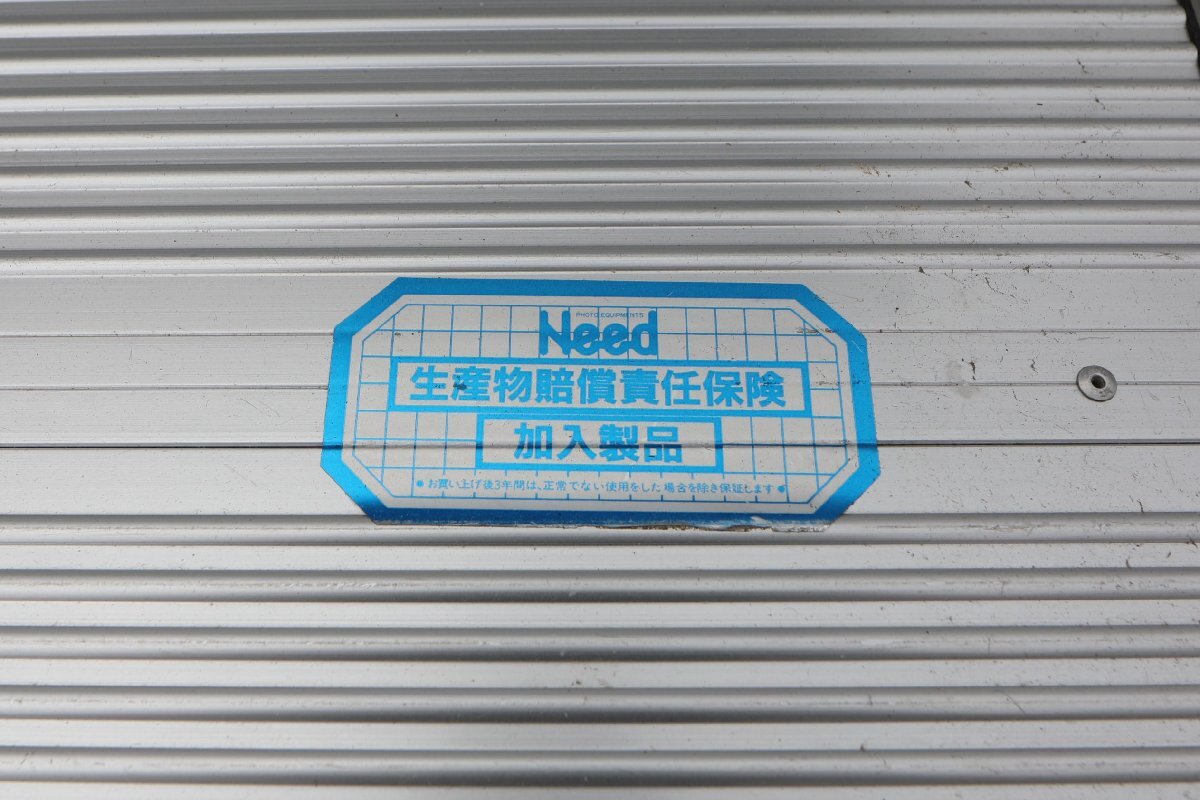 PHOTO EQUIPMENTS
Need
生産物賠償責任保険
加入製品
●お買い上げ後3年間は、正常でない使用をした場合を除き保証します●